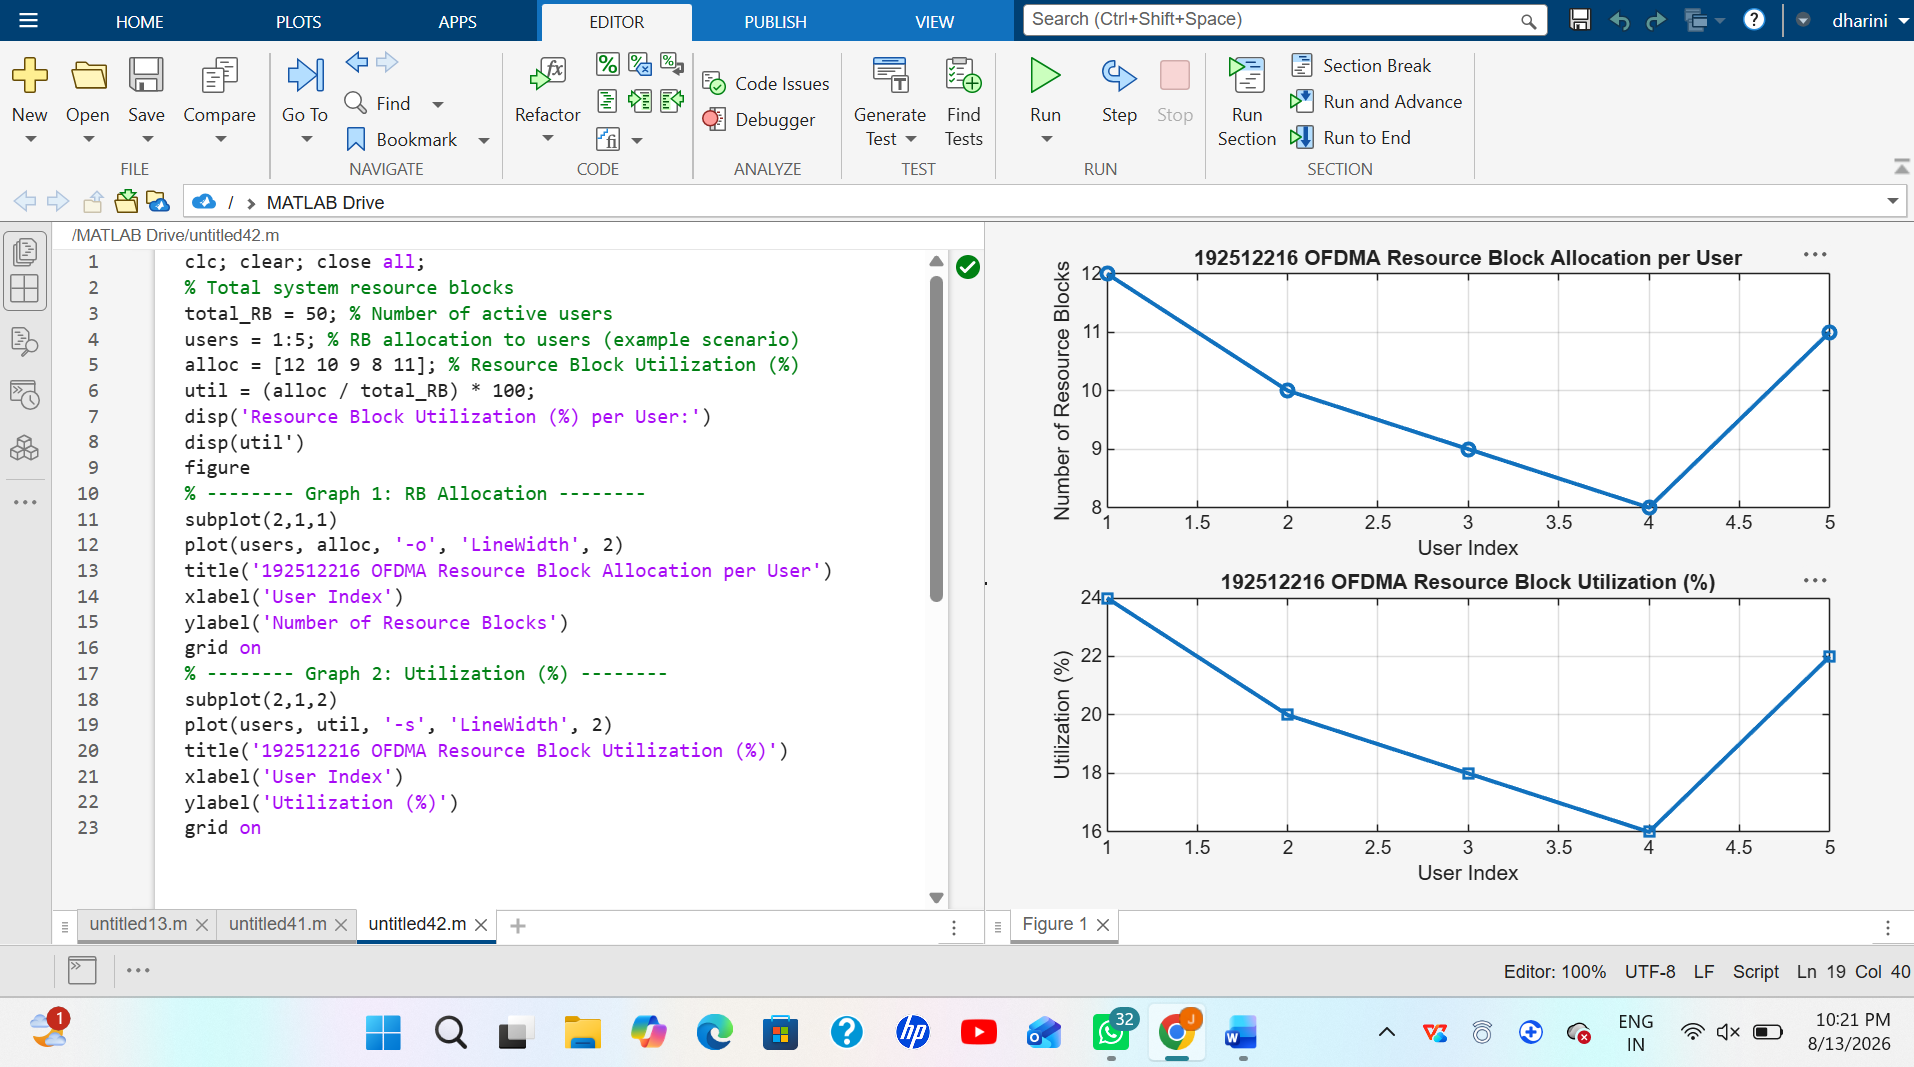 HOME PLOTS APPS EDITOR PUBLISH VIEW Search (Ctrl+Shift+Space) dharini
New Open Save Compare Go To Find Bookmark Refactor Code Issues Debugger Generate Test Find Tests Run Step Stop Run Section Section Break Run and Advance Run to End
FILE NAVIGATE CODE ANALYZE TEST RUN SECTION
/ › MATLAB Drive
/MATLAB Drive/untitled42.m
1 clc; clear; close all;
2 % Total system resource blocks
3 total_RB = 50; % Number of active users
4 users = 1:5; % RB allocation to users (example scenario)
5 alloc = [12 10 9 8 11]; % Resource Block Utilization (%)
6 util = (alloc / total_RB) * 100;
7 disp('Resource Block Utilization (%) per User:')
8 disp(util')
9 figure
10 % -------- Graph 1: RB Allocation --------
11 subplot(2,1,1)
12 plot(users, alloc, '-o', 'LineWidth', 2)
13 title('192512216 OFDMA Resource Block Allocation per User')
14 xlabel('User Index')
15 ylabel('Number of Resource Blocks')
16 grid on
17 % -------- Graph 2: Utilization (%) --------
18 subplot(2,1,2)
19 plot(users, util, '-s', 'LineWidth', 2)
20 title('192512216 OFDMA Resource Block Utilization (%)')
21 xlabel('User Index')
22 ylabel('Utilization (%)')
23 grid on
192512216 OFDMA Resource Block Allocation per User
Number of Resource Blocks
12
11
10
9
8
1 1.5 2 2.5 3 3.5 4 4.5 5
User Index
192512216 OFDMA Resource Block Utilization (%)
Utilization (%)
24
22
20
18
16
1 1.5 2 2.5 3 3.5 4 4.5 5
User Index
untitled13.m untitled41.m untitled42.m Figure 1
Editor: 100% UTF-8 LF Script Ln 19 Col 40
1 32 J ENG IN 10:21 PM
8/13/2026